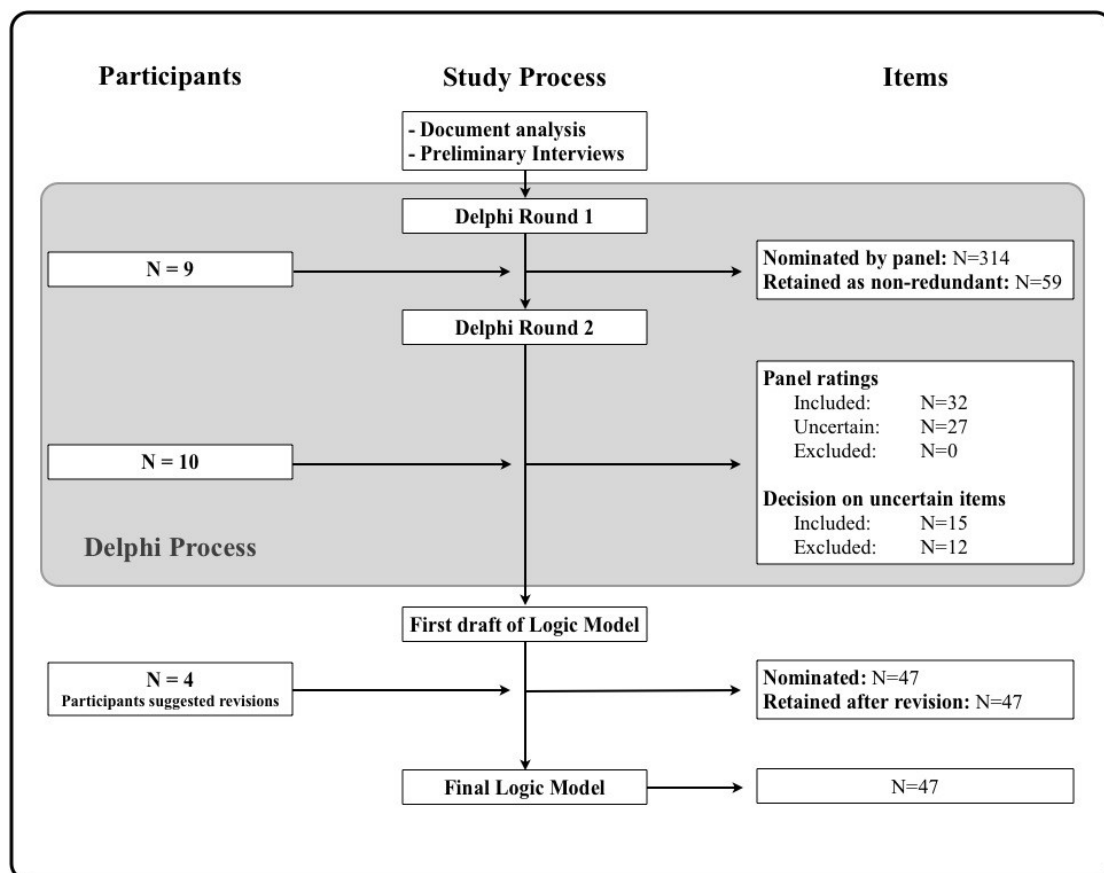 Participants
Study Process
Items
- Document analysis
- Preliminary Interviews
Delphi Round 1
N = 9
Nominated by panel: N=314
Retained as non-redundant: N=59
Delphi Round 2
Panel ratings
Included: N=32
Uncertain: N=27
Excluded: N=0
N = 10
Decision on uncertain items
Included: N=15
Excluded: N=12
Delphi Process
First draft of Logic Model
N = 4
Participants suggested revisions
Nominated: N=47
Retained after revision: N=47
Final Logic Model
N=47